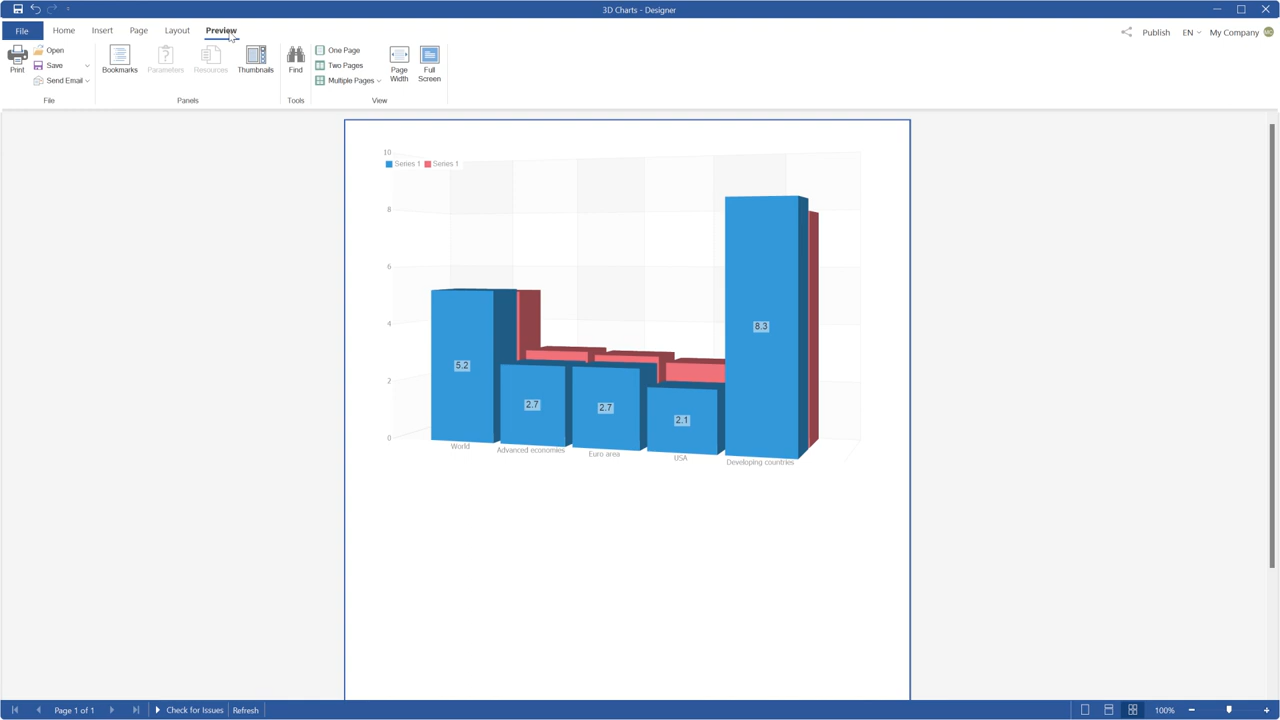 3D Charts - Designer
File Home Insert Page Layout Preview
Publish EN My Company MC
Print
Open
Save
Send Email
File
Bookmarks
Parameters
Resources
Thumbnails
Panels
Find
Tools
One Page
Two Pages
Multiple Pages
Page
Width
Full
Screen
View
10
Series 1 Series 1
8
6
4
2
0
8.3
5.2
2.7
2.7
2.1
World
Advanced economies
Euro area
USA
Developing countries
Page 1 of 1 Check for Issues Refresh 100%